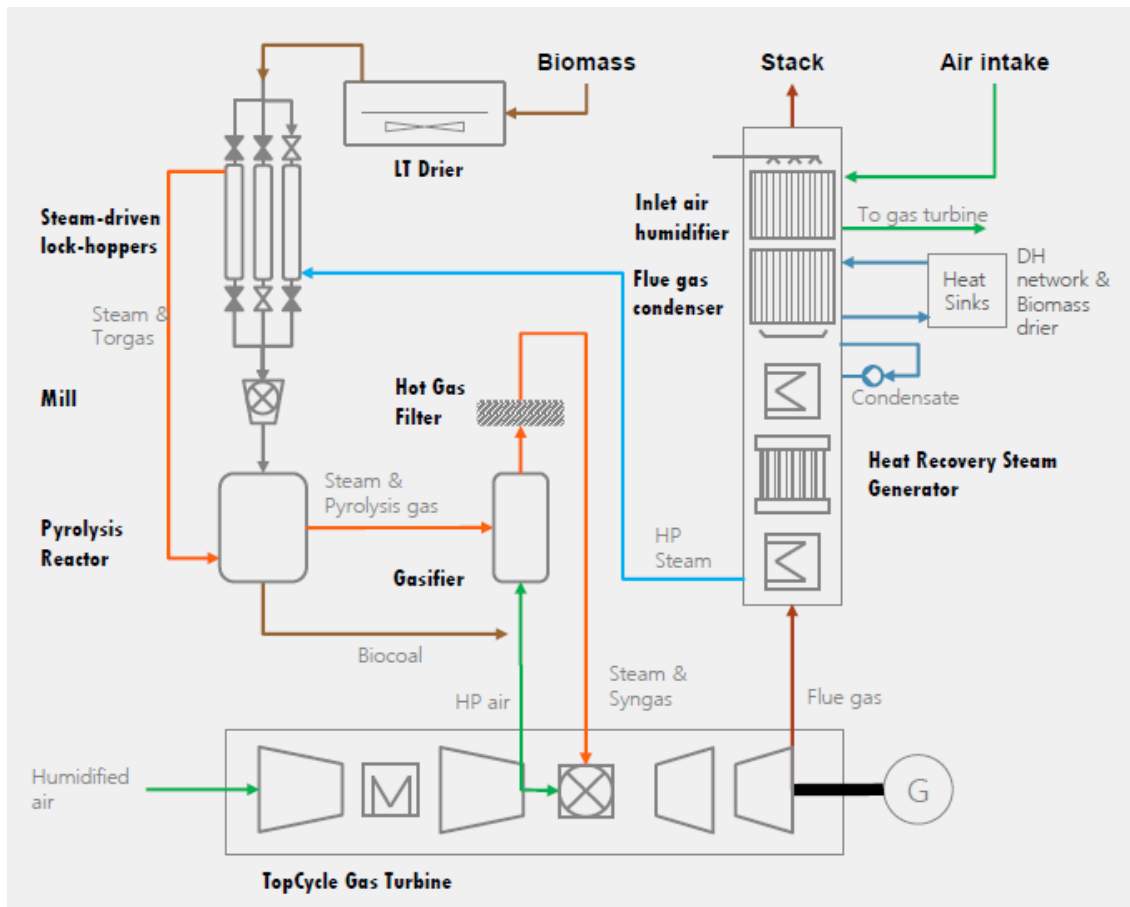 Biomass
Stack
Air intake
LT Drier
Steam-driven
lock-hoppers
Inlet air
humidifier
To gas turbine
Flue gas
condenser
Heat
Sinks
DH
network &
Biomass
drier
Steam &
Torgas
Mill
Hot Gas
Filter
Condensate
Heat Recovery Steam
Generator
Steam &
Pyrolysis gas
Pyrolysis
Reactor
Gasifier
HP
Steam
Biocoal
HP air
Steam &
Syngas
Flue gas
Humidified
air
G
TopCycle Gas Turbine